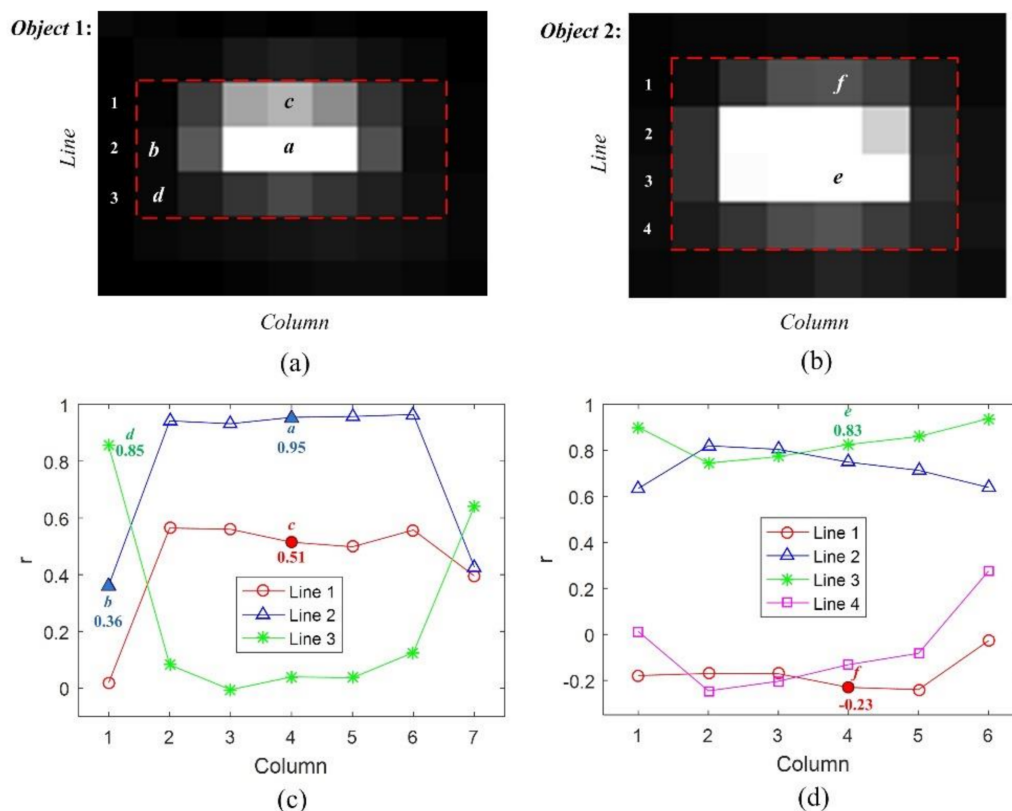 Object 1:
Line
1
2
3
c
b
a
d
Column
(a)
Object 2:
Line
1
2
3
4
f
e
Column
(b)
r
1
0.8
0.6
0.4
0.2
0
d
0.85
a
0.95
c
0.51
b
0.36
Line 1
Line 2
Line 3
1 2 3 4 5 6 7
Column
(c)
r
1
0.8
0.6
0.4
0.2
0
-0.2
e
0.83
Line 1
Line 2
Line 3
Line 4
f
-0.23
1 2 3 4 5 6
Column
(d)